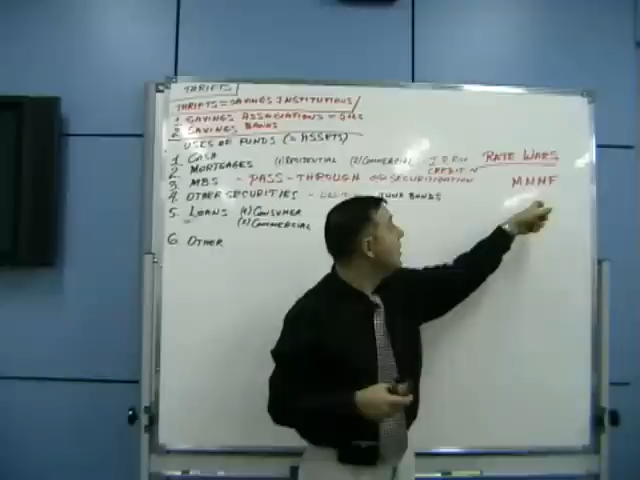 THRIFTS
THRIFTS = SAVINGS INSTITUTIONS
1 SAVINGS ASSOCIATIONS =
2 SAVINGS BANKS
USES OF FUNDS (= ASSETS)
1 CASH
2 MORTGAGES (1) RESIDENTIAL (2) COMMERCIAL
RATE WARS
3 MBS - PASS-THROUGH OR SECURITIZATION
4 OTHER SECURITIES - JUNK BONDS
5. LOANS (1) CONSUMER
(2) COMMERCIAL
6 OTHER